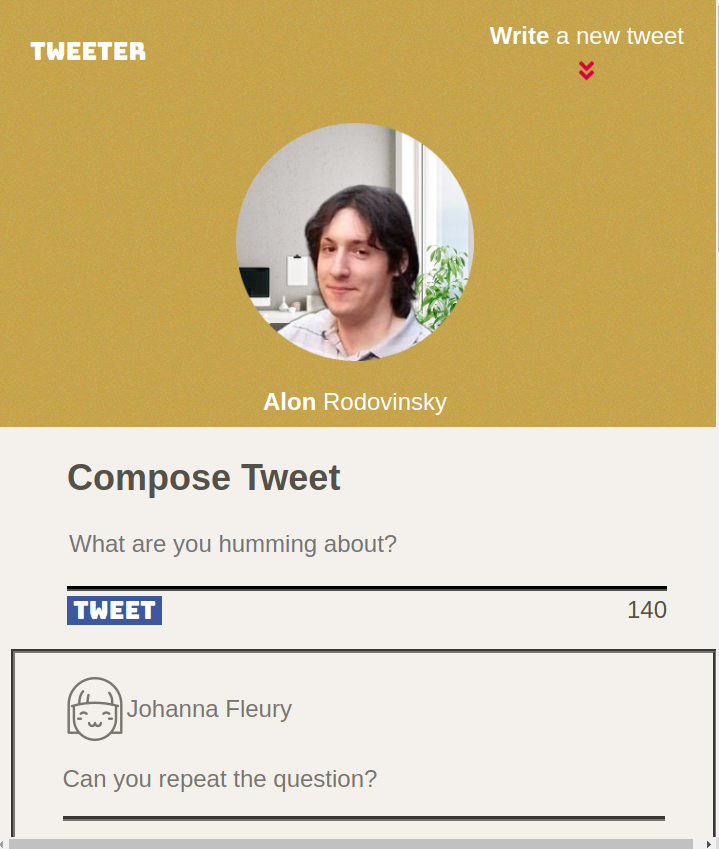 TWEETER
Write a new tweet
Alon Rodovinsky
Compose Tweet
What are you humming about?
TWEET
140
Johanna Fleury
Can you repeat the question?